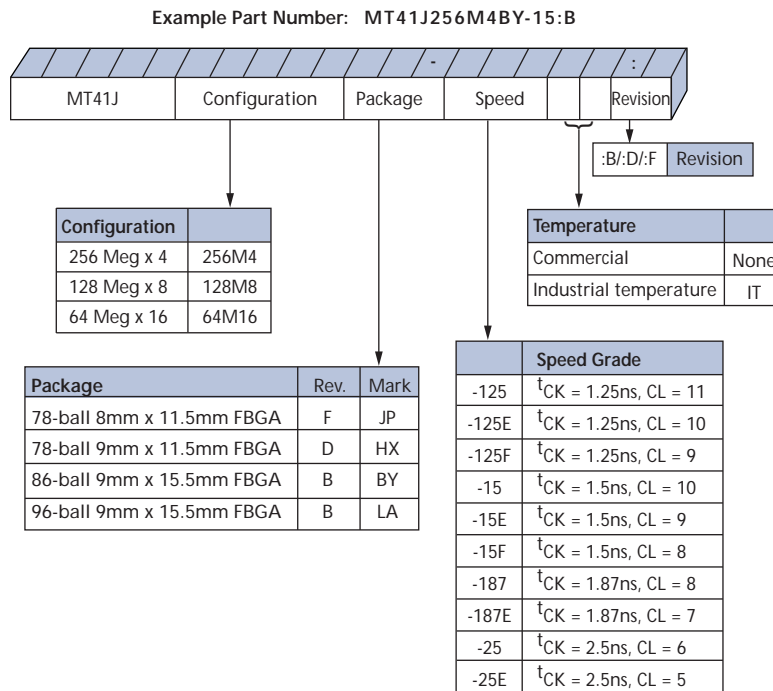 Example Part Number: MT41J256M4BY-15:B
- :
MT41J Configuration Package Speed Revision
:B/:D/:F Revision
Configuration
256 Meg x 4 256M4
128 Meg x 8 128M8
64 Meg x 16 64M16
Temperature
Commercial None
Industrial temperature IT
Package Rev. Mark
78-ball 8mm x 11.5mm FBGA F JP
78-ball 9mm x 11.5mm FBGA D HX
86-ball 9mm x 15.5mm FBGA B BY
96-ball 9mm x 15.5mm FBGA B LA
Speed Grade
-125 tCK = 1.25ns, CL = 11
-125E tCK = 1.25ns, CL = 10
-125F tCK = 1.25ns, CL = 9
-15 tCK = 1.5ns, CL = 10
-15E tCK = 1.5ns, CL = 9
-15F tCK = 1.5ns, CL = 8
-187 tCK = 1.87ns, CL = 8
-187E tCK = 1.87ns, CL = 7
-25 tCK = 2.5ns, CL = 6
-25E tCK = 2.5ns, CL = 5